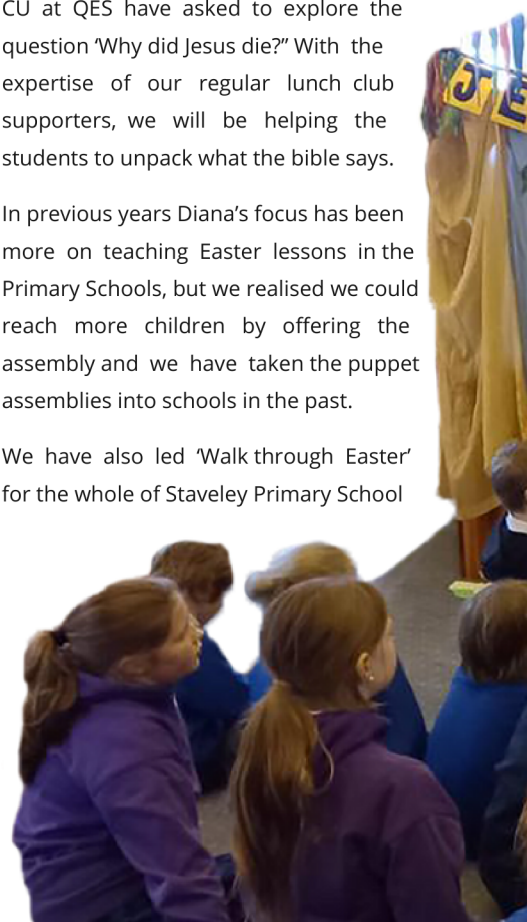 CU at QES have asked to explore the
question ‘Why did Jesus die?” With the
expertise of our regular lunch club
supporters, we will be helping the
students to unpack what the bible says.
In previous years Diana’s focus has been
more on teaching Easter lessons in the
Primary Schools, but we realised we could
reach more children by offering the
assembly and we have taken the puppet
assemblies into schools in the past.
We have also led ‘Walk through Easter’
for the whole of Staveley Primary School
JE